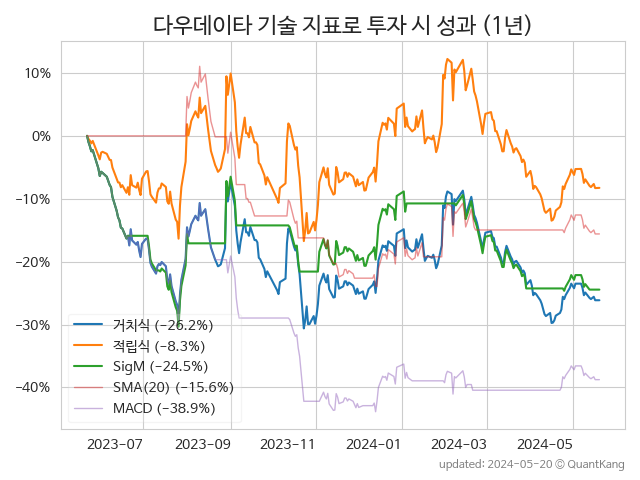 다우데이타 기술 지표로 투자 시 성과 (1년)
10%
0%
−10%
−20%
−30%
−40%
거치식 (−26.2%)
적립식 (−8.3%)
SigM (−24.5%)
SMA(20) (−15.6%)
MACD (−38.9%)
2023−07
2023−09
2023−11
2024−01
2024−03
2024−05
updated: 2024-05-20 © QuantKang